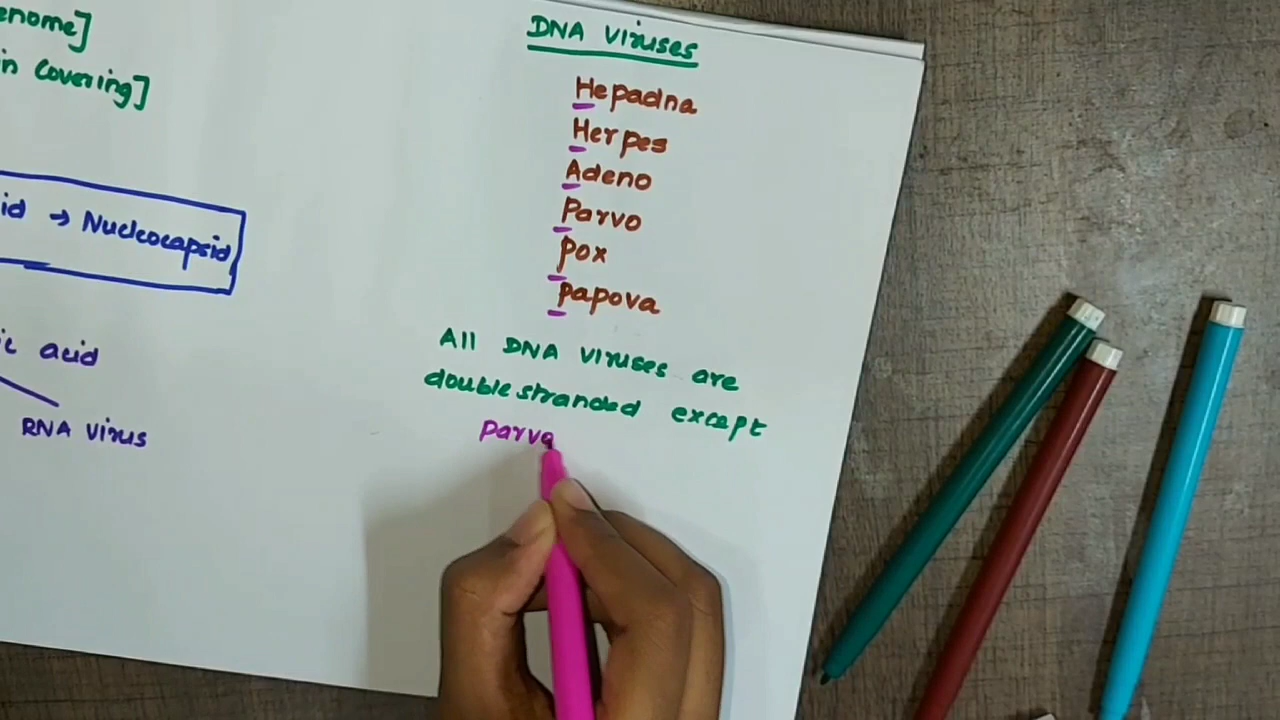 enome]
in Covering]
id → Nucleocapsid
ic acid
RNA virus
DNA viruses
Hepadna
Herpes
Adeno
Parvo
Pox
Papova
All DNA viruses are
double stranded except
parvo